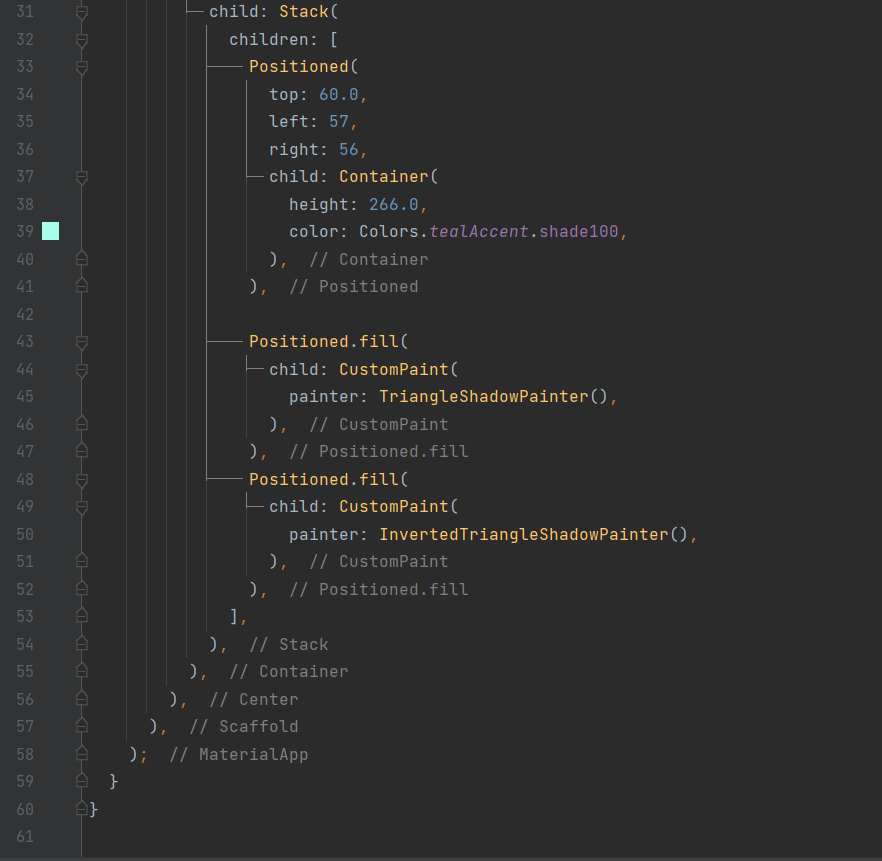 31 child: Stack(
32 children: [
33 Positioned(
34 top: 60.0,
35 left: 57,
36 right: 56,
37 child: Container(
38 height: 266.0,
39 color: Colors.tealAccent.shade100,
40 ), // Container
41 ), // Positioned
42
43 Positioned.fill(
44 child: CustomPaint(
45 painter: TriangleShadowPainter(),
46 ), // CustomPaint
47 ), // Positioned.fill
48 Positioned.fill(
49 child: CustomPaint(
50 painter: InvertedTriangleShadowPainter(),
51 ), // CustomPaint
52 ), // Positioned.fill
53 ],
54 ), // Stack
55 ), // Container
56 ), // Center
57 ), // Scaffold
58 ); // MaterialApp
59 }
60 }
61